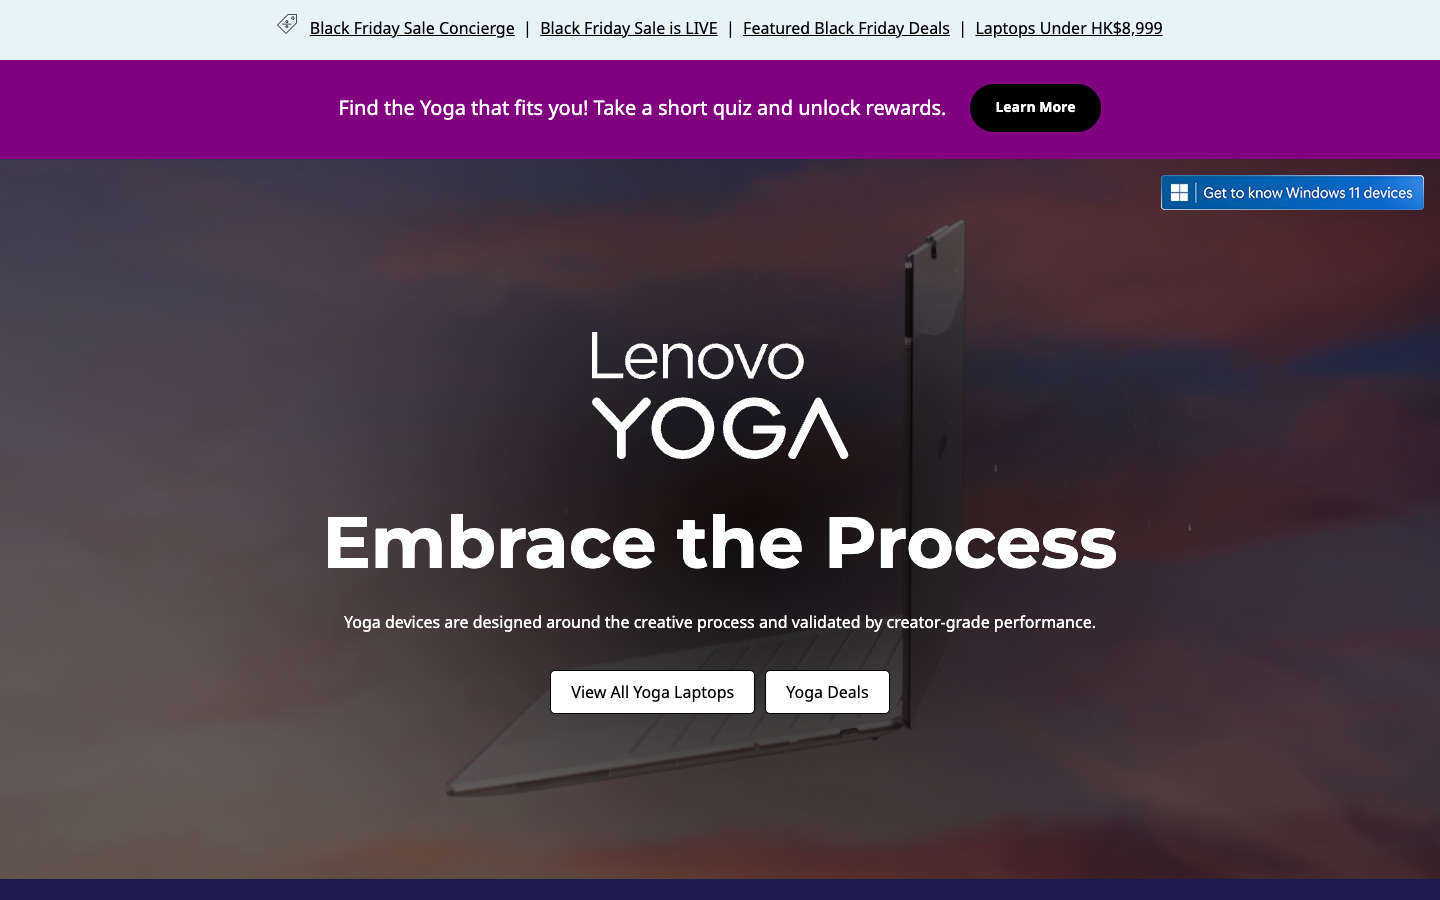 Black Friday Sale Concierge | Black Friday Sale is LIVE | Featured Black Friday Deals | Laptops Under HK$8,999
Find the Yoga that fits you! Take a short quiz and unlock rewards. Learn More
Get to know Windows 11 devices
Lenovo
YOGA
Embrace the Process
Yoga devices are designed around the creative process and validated by creator-grade performance.
View All Yoga Laptops Yoga Deals